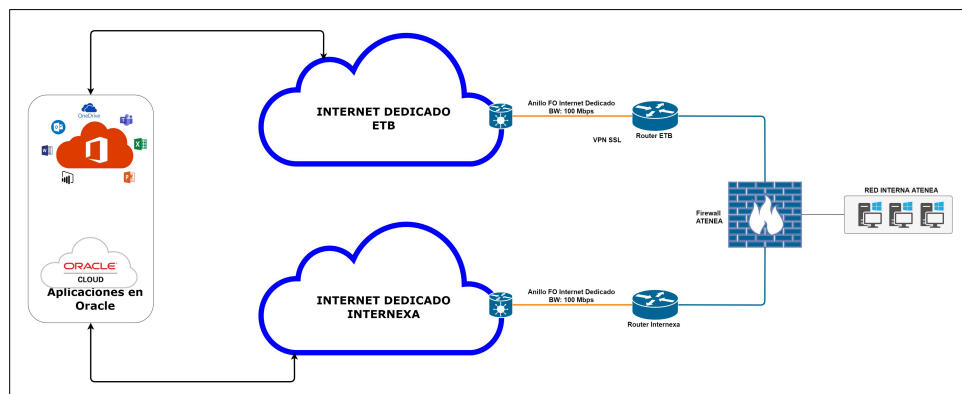 OneDrive
ORACLE
CLOUD
Aplicaciones en
Oracle
INTERNET DEDICADO
ETB
Anillo FO Internet Dedicado
BW: 100 Mbps
VPN SSL
Router ETB
Firewall
ATENEA
RED INTERNA ATENEA
INTERNET DEDICADO
INTERNEXA
Anillo FO Internet Dedicado
BW: 100 Mbps
Router Internexa